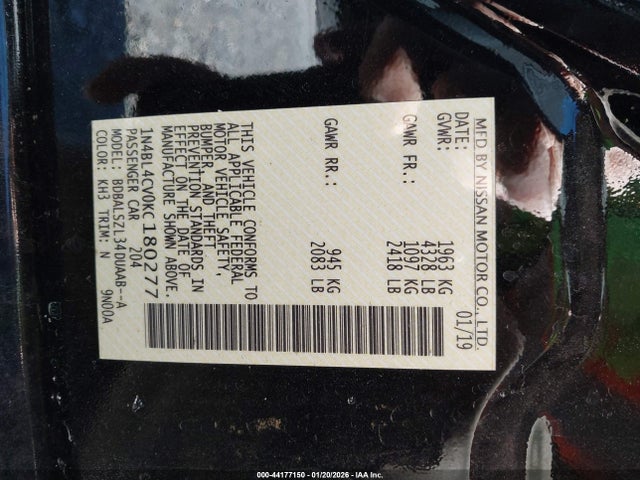 MFD BY NISSAN MOTOR CO., LTD.
DATE: 01/19
GVWR: 1963 KG
4328 LB
GAWR FR.: 1097 KG
2418 LB
GAWR RR.: 945 KG
2083 LB
THIS VEHICLE CONFORMS TO
ALL APPLICABLE FEDERAL
MOTOR VEHICLE SAFETY,
BUMPER, AND THEFT
PREVENTION STANDARDS IN
EFFECT ON THE DATE OF
MANUFACTURE SHOWN ABOVE.
1N4BL4CV0KC180277
PASSENGER CAR 204
MODEL: BDBALSZL34DUAAB--A
COLOR: KH3 TRIM: N 9N00A
000-44177150 - 01/20/2026 - IAA Inc.